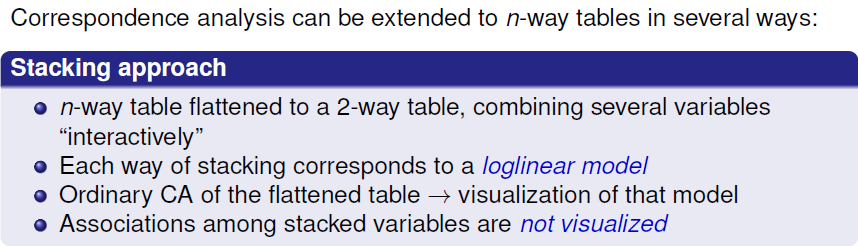 Correspondence analysis can be extended to n-way tables in several ways:
Stacking approach
n-way table flattened to a 2-way table, combining several variables
“interactively”
Each way of stacking corresponds to a loglinear model
Ordinary CA of the flattened table → visualization of that model
Associations among stacked variables are not visualized